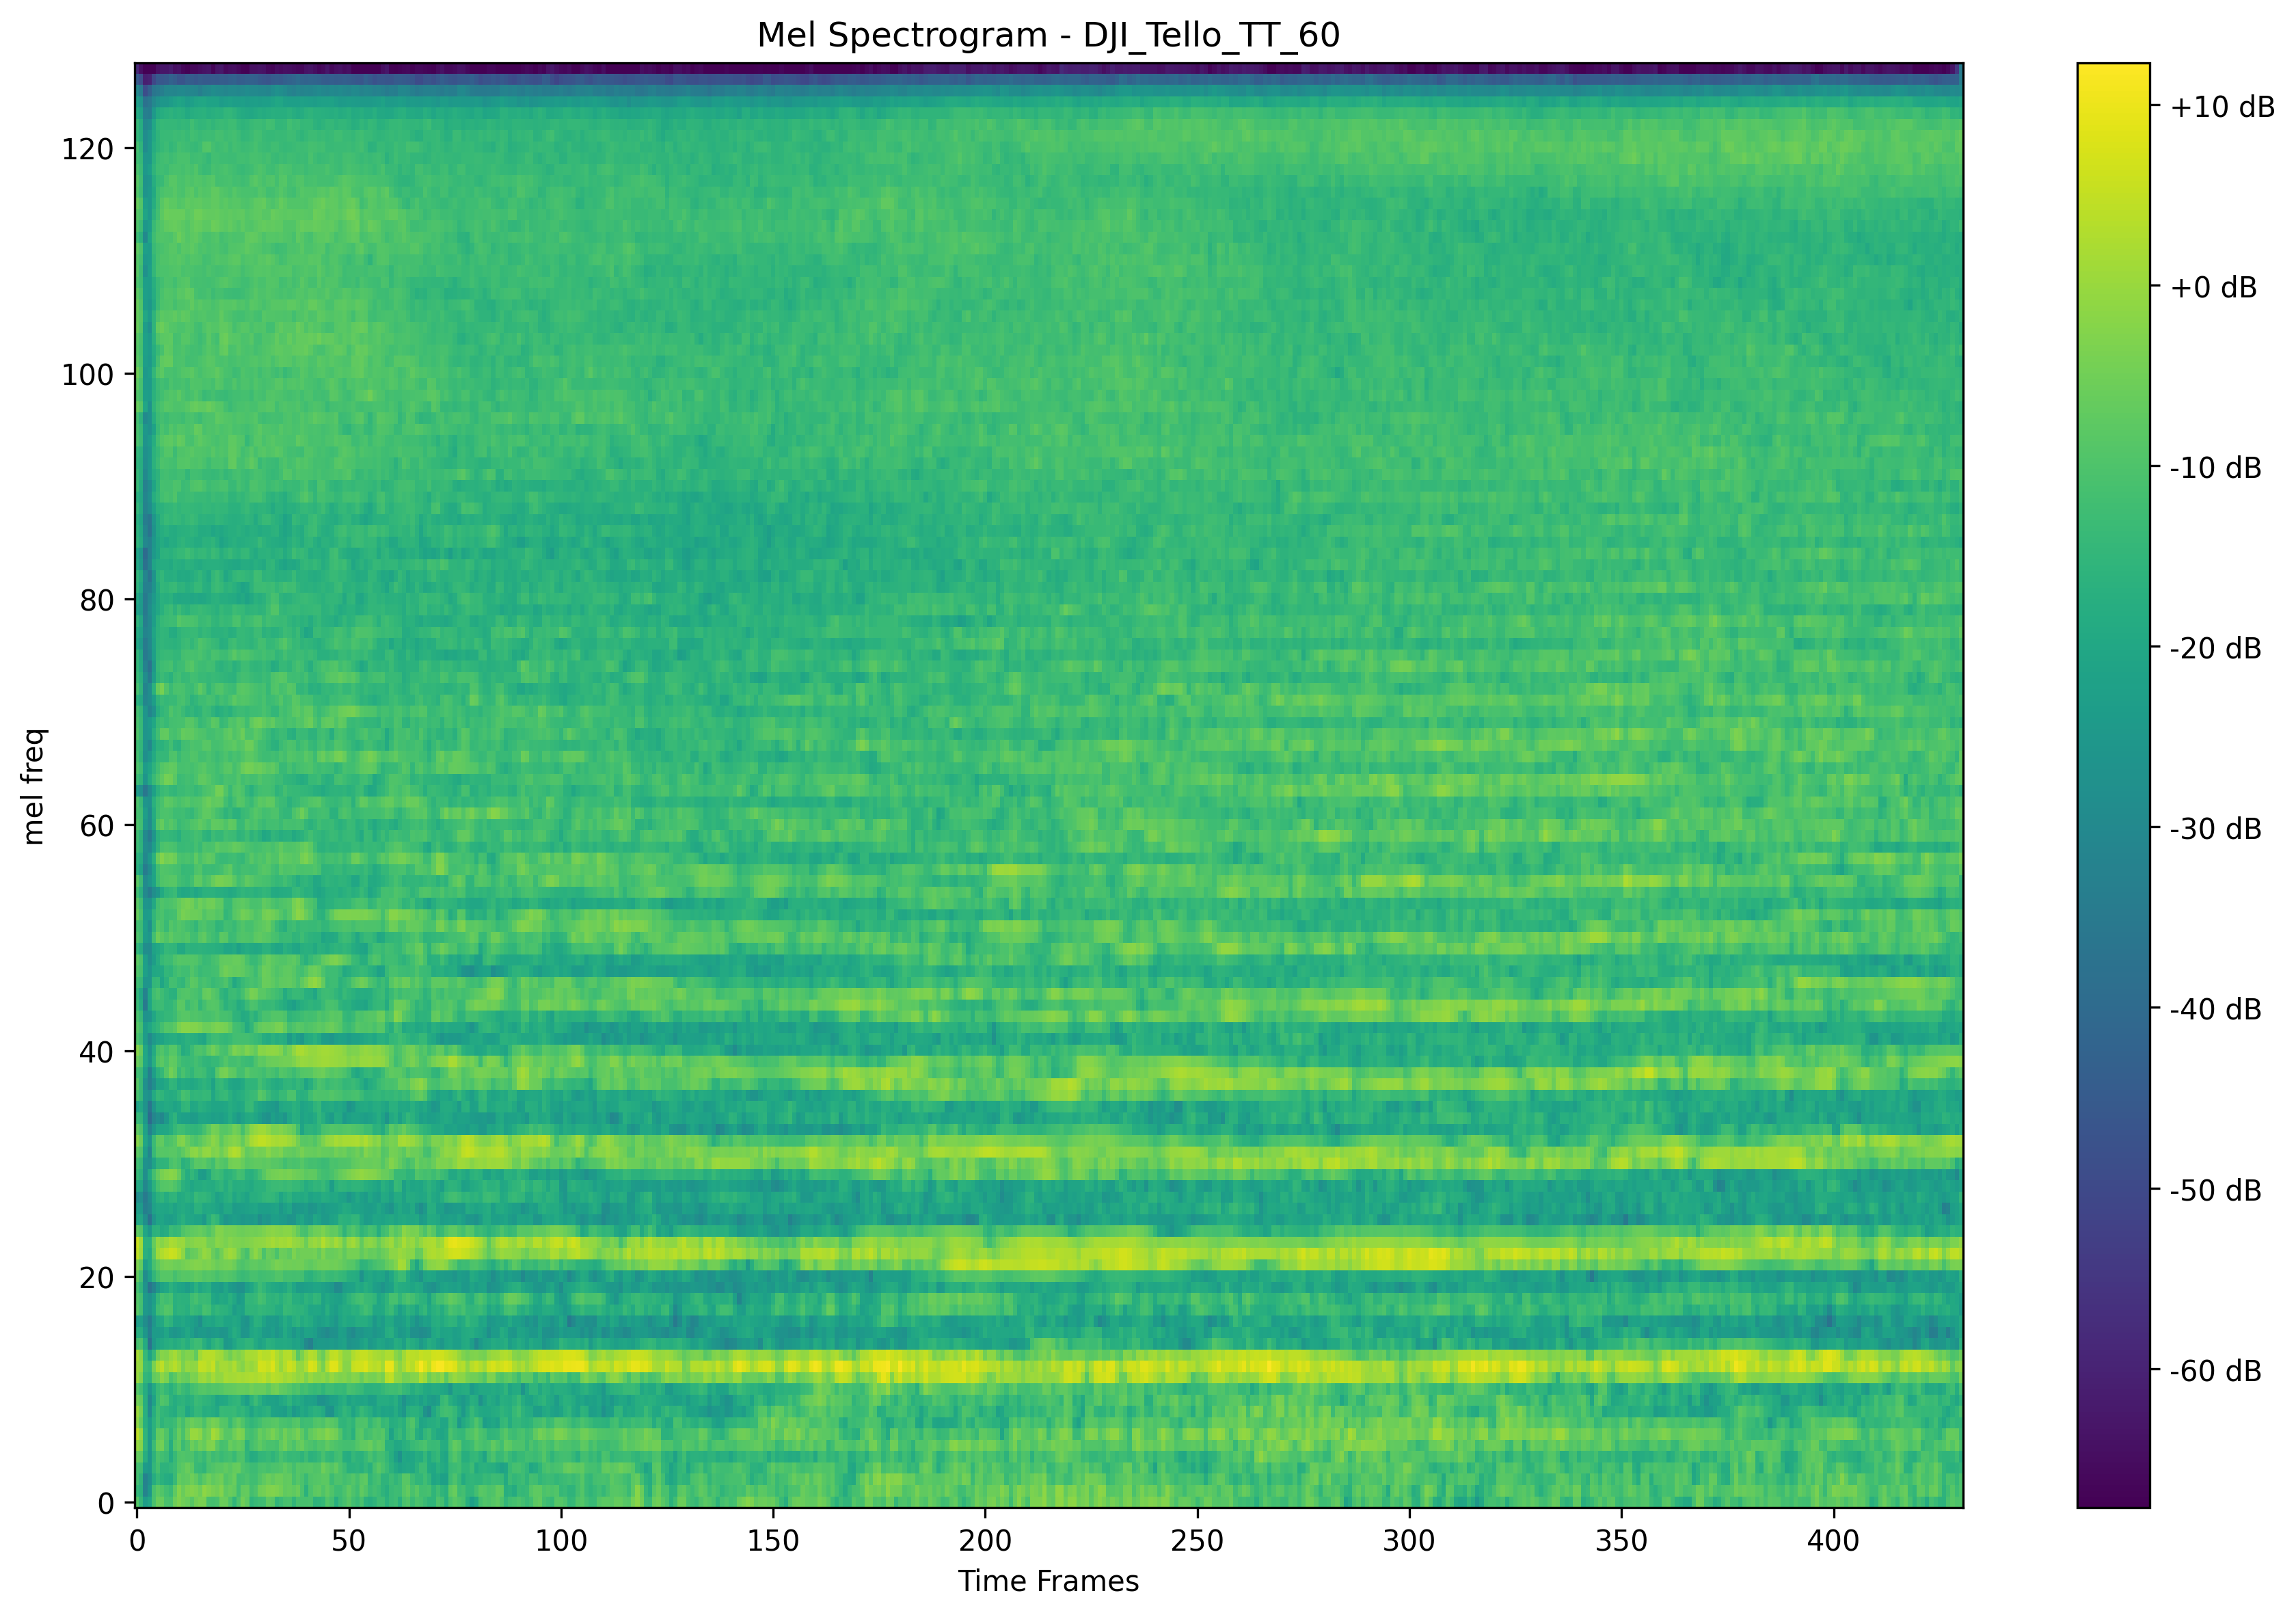 Mel Spectrogram - DJI_Tello_TT_60
mel freq
120
100
80
60
40
20
0
0 50 100 150 200 250 300 350 400
Time Frames
+10 dB
+0 dB
-10 dB
-20 dB
-30 dB
-40 dB
-50 dB
-60 dB